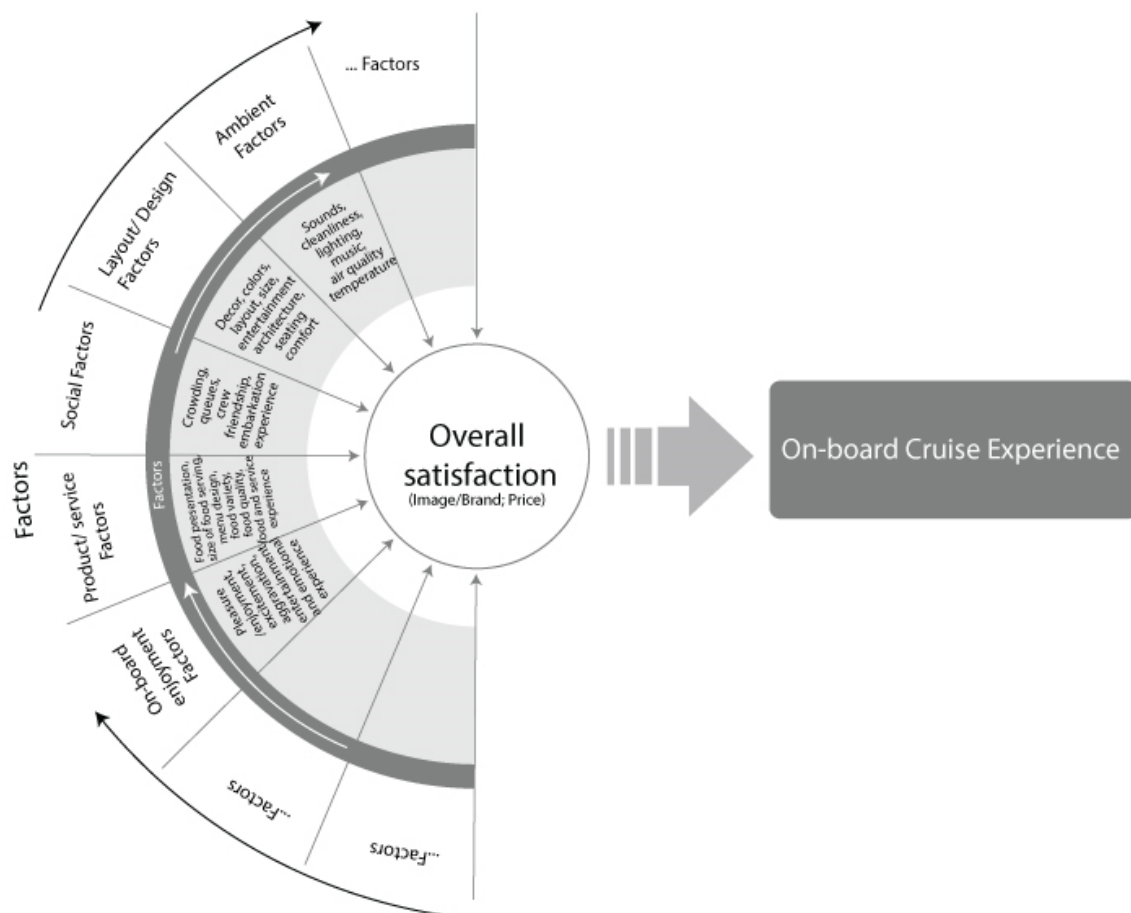 ... Factors
Ambient
Factors
Layout/ Design
Factors
Social Factors
Factors
Product/ service
Factors
On-board
enjoyment
Factors
...Factors
...Factors
Factors
Sounds,
cleanliness,
lighting,
music,
air quality
temperature
Decor, colors,
layout, size,
entertainment
architecture,
seating
comfort
Crowding,
queues,
crew
friendship,
embarkation
experience
Food presentation,
size of food serving,
menu design,
food variety,
food quality,
food and service
experience
Pleasure
(enjoyment,
excitement,
aggravation,
entertainment
and emotional
experience
Overall
satisfaction
(Image/Brand; Price)
On-board Cruise Experience